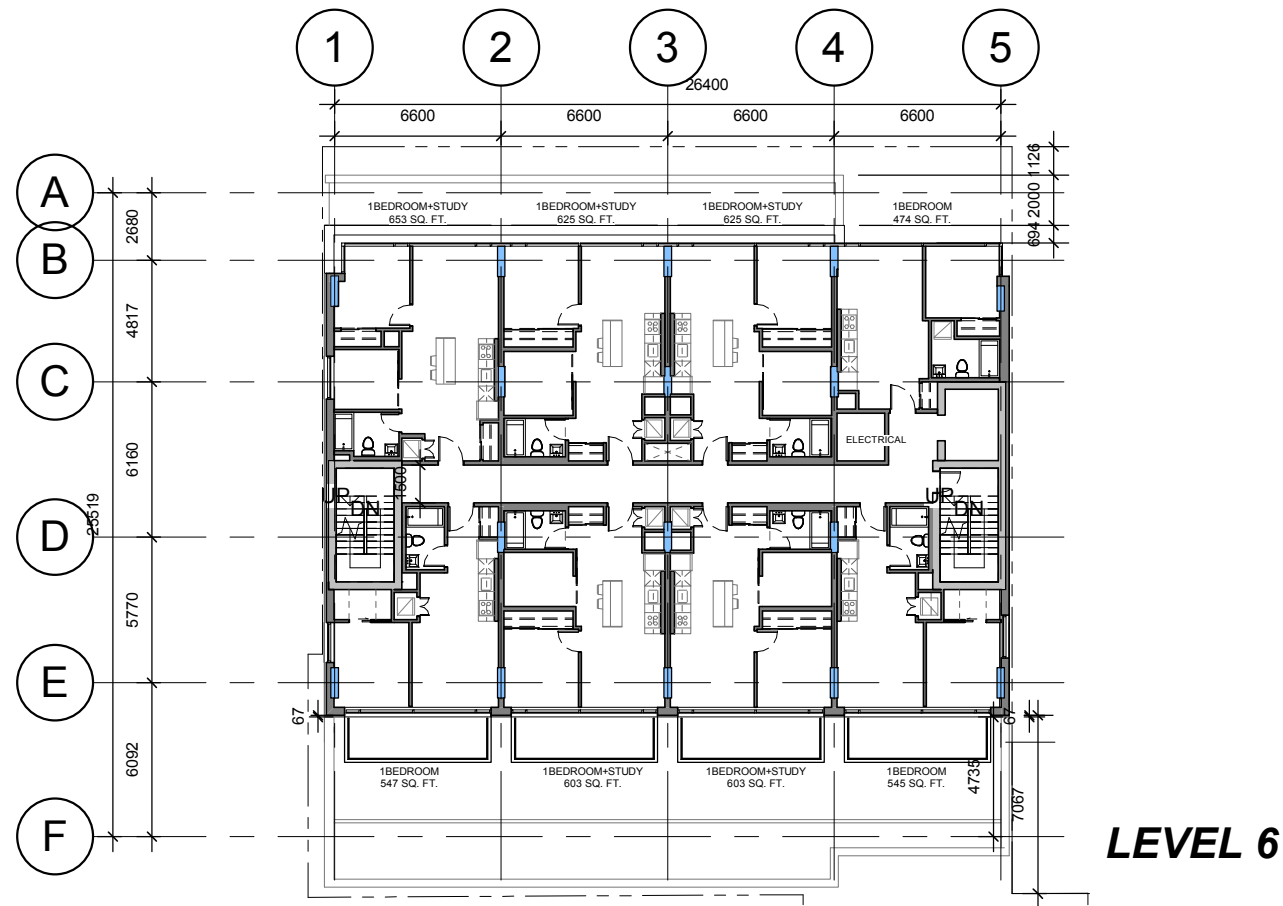 1 2 3 4 5
26400
6600 6600 6600 6600
A
B
C
D
E
F
2680
4817
6160
5770
6092
25519
1126
2000
694
1BEDROOM+STUDY
653 SQ. FT.
1BEDROOM+STUDY
625 SQ. FT.
1BEDROOM+STUDY
625 SQ. FT.
1BEDROOM
474 SQ. FT.
ELECTRICAL
1500
UP
DN
UP
DN
67
67
1BEDROOM
547 SQ. FT.
1BEDROOM+STUDY
603 SQ. FT.
1BEDROOM+STUDY
603 SQ. FT.
1BEDROOM
545 SQ. FT.
4735
7067
LEVEL 6